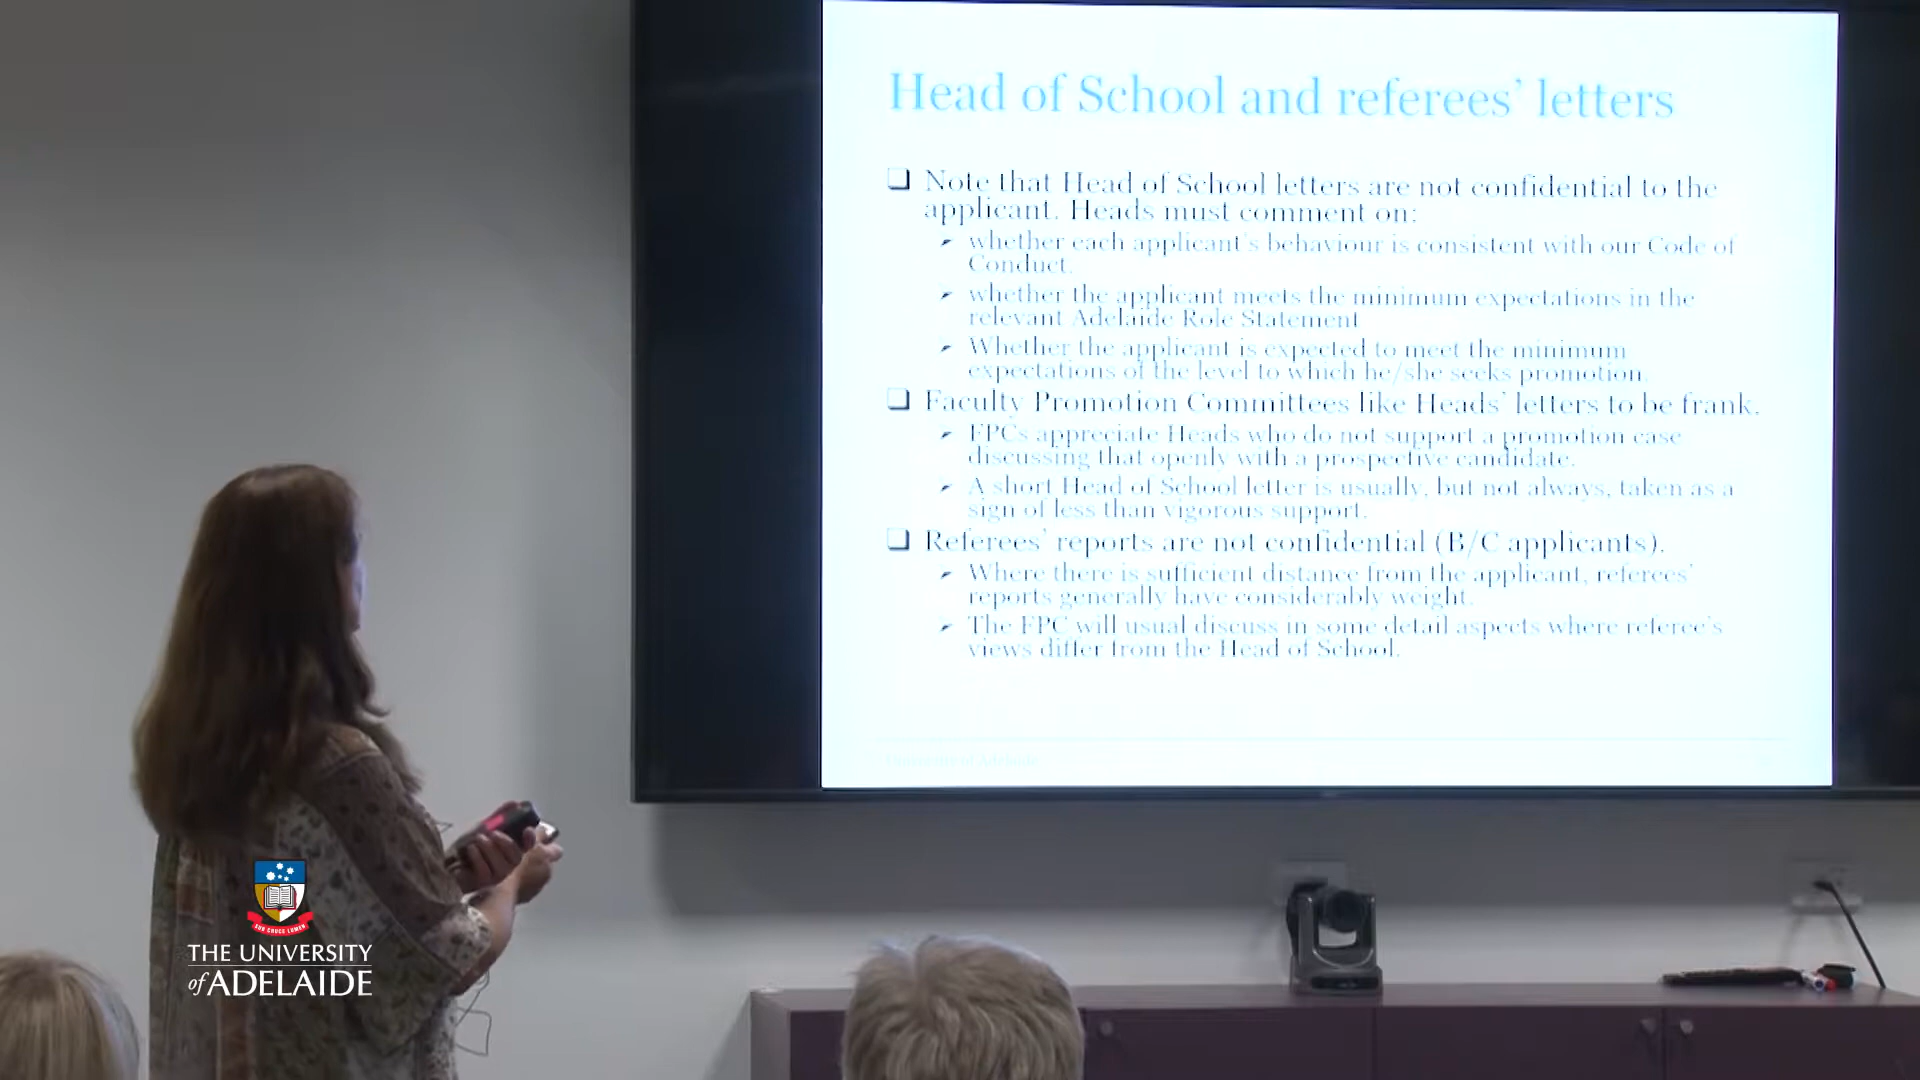 Head of School and referees' letters
Note that Head of School letters are not confidential to the
applicant. Heads must comment on:
whether each applicant's behaviour is consistent with our Code of
Conduct.
whether the applicant meets the minimum expectations in the
relevant Adelaide Role Statement
Whether the applicant is expected to meet the minimum
expectations of the level to which he/she seeks promotion.
Faculty Promotion Committees like Heads' letters to be frank.
FPCs appreciate Heads who do not support a promotion case
discussing that openly with a prospective candidate.
A short Head of School letter is usually, but not always, taken as a
sign of less than vigorous support.
Referees' reports are not confidential (B/C applicants).
Where there is sufficient distance from the applicant, referees'
reports generally have considerably weight.
The FPC will usual discuss in some detail aspects where referee's
views differ from the Head of School.
University of Adelaide
SUB CRUCE LUMEN
THE UNIVERSITY
of ADELAIDE